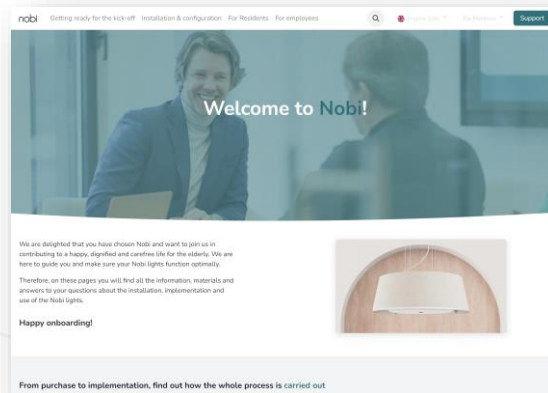 nobi Getting ready for the kick-off Installation & configuration For Residents For employees Support
Welcome to Nobi!
We are delighted that you have chosen Nobi and want to join us in
contributing to a happy, dignified and carefree life for the elderly. We are
here to guide you and make sure your Nobi lights function optimally.
Therefore, on these pages you will find all the information, materials and
answers to your questions about the installation, implementation and
use of the Nobi lights.
Happy onboarding!
From purchase to implementation, find out how the whole process is carried out